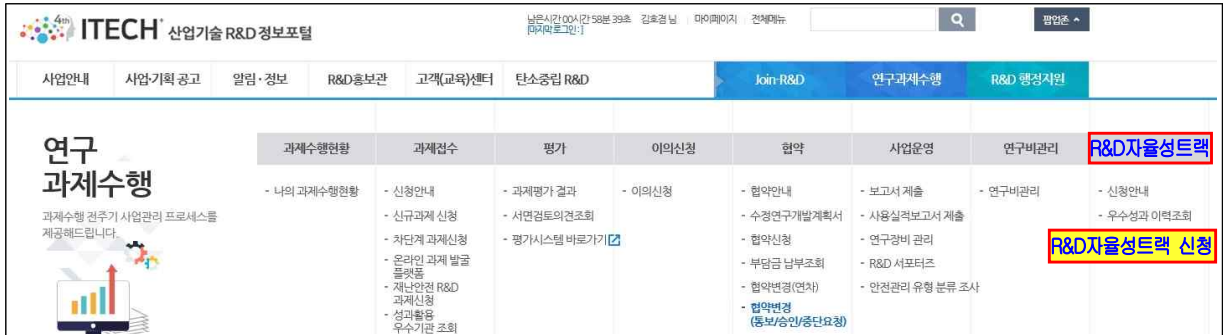 4th ITECH 산업기술 R&D 정보포털
남은시간 00시간 58분 39초 김호겸 님 마이페이지 전체메뉴
[마지막로그인 : ]
팝업존
사업안내 사업·기획 공고 알림·정보 R&D홍보관 고객(교육)센터 탄소중립 R&D Join-R&D 연구과제수행 R&D 행정지원
연구
과제수행
과제수행 전주기 사업관리 프로세스를
제공해드립니다.
과제수행현황
- 나의 과제수행현황
과제접수
- 신청안내
- 신규과제 신청
- 차단계 과제신청
- 온라인 과제 발굴
플랫폼
- 재난안전 R&D
과제신청
- 성과활용
우수기관 조회
평가
- 과제평가 결과
- 서면검토의견조회
- 평가시스템 바로가기
이의신청
- 이의신청
협약
- 협약안내
- 수정연구개발계획서
- 협약신청
- 부담금 납부조회
- 협약변경(연차)
- 협약변경
(통보/승인/중단요청)
사업운영
- 보고서 제출
- 사용실적보고서 제출
- 연구장비 관리
- R&D 서포터즈
- 안전관리 유형 분류 조사
연구비관리
- 연구비관리
R&D자율성트랙
- 신청안내
- 우수성과 이력조회
R&D자율성트랙 신청